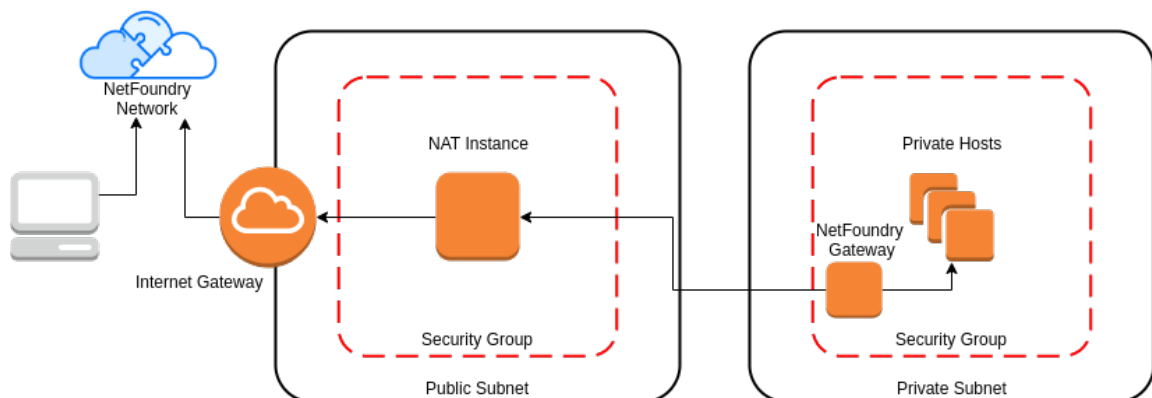 NetFoundry
Network
Internet Gateway
NAT Instance
Security Group
Public Subnet
Private Hosts
NetFoundry
Gateway
Security Group
Private Subnet